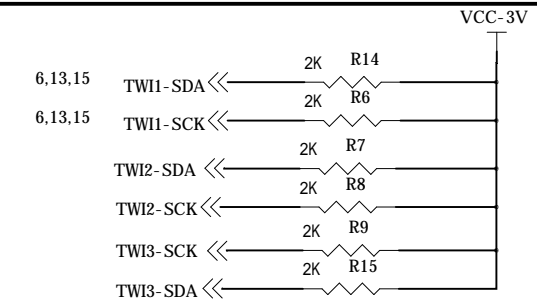 VCC-3V
2K R14
6,13,15 TWI1-SDA
2K R6
6,13,15 TWI1-SCK
2K R7
TWI2-SDA
2K R8
TWI2-SCK
2K R9
TWI3-SCK
2K R15
TWI3-SDA